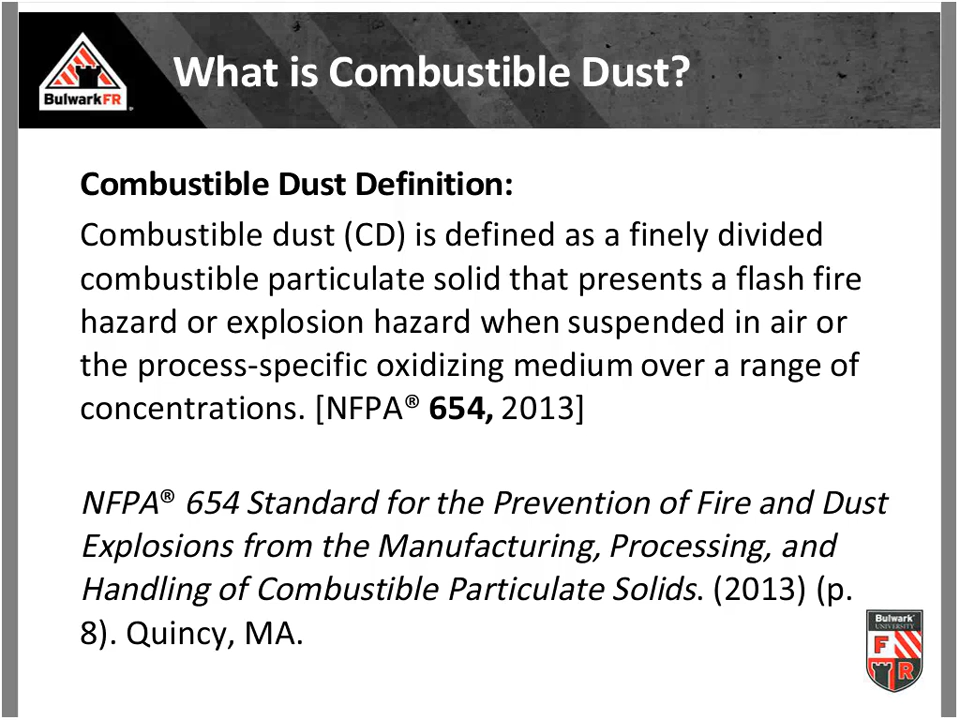 What is Combustible Dust?
BulwarkFR®
Combustible Dust Definition:
Combustible dust (CD) is defined as a finely divided
combustible particulate solid that presents a flash fire
hazard or explosion hazard when suspended in air or
the process-specific oxidizing medium over a range of
concentrations. [NFPA® 654, 2013]
NFPA® 654 Standard for the Prevention of Fire and Dust
Explosions from the Manufacturing, Processing, and
Handling of Combustible Particulate Solids. (2013) (p.
8). Quincy, MA.
Bulwark®
UNIVERSITY
F
R